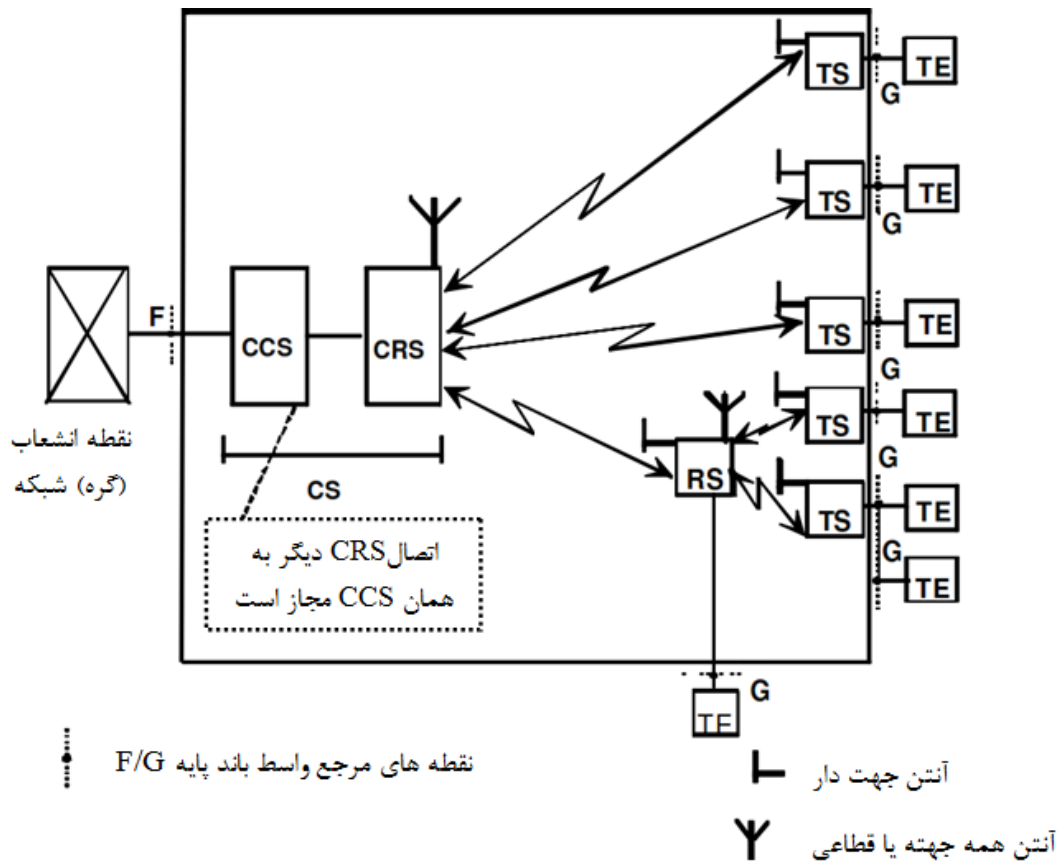 TS
TE
G
TS
TE
G
F
CCS
CRS
TS
TE
G
نقطه انشعاب
(گره) شبکه
CS
RS
TS
TE
G
TS
TE
G
TE
اتصال CRS دیگر به
همان CCS مجاز است
G
TE
نقطه های مرجع واسط باند پایه F/G
آنتن جهت دار
آنتن همه جهته یا قطاعی